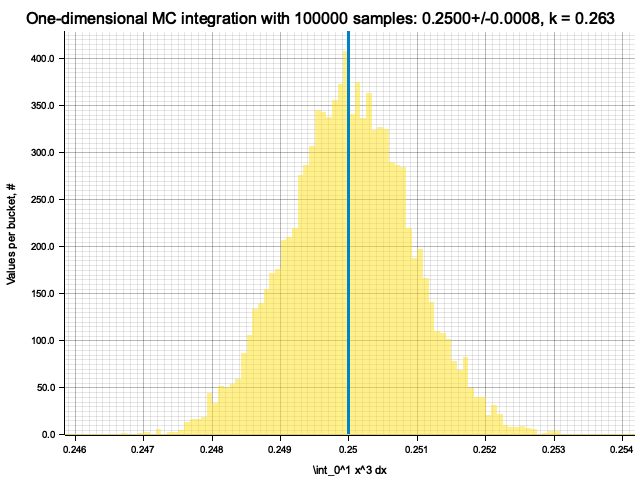 One-dimensional MC integration with 100000 samples: 0.2500+/-0.0008, k = 0.263
400.0
350.0
300.0
250.0
200.0
150.0
100.0
50.0
0.0
Values per bucket, #
0.246 0.247 0.248 0.249 0.25 0.251 0.252 0.253 0.254
\int_0^1 x^3 dx